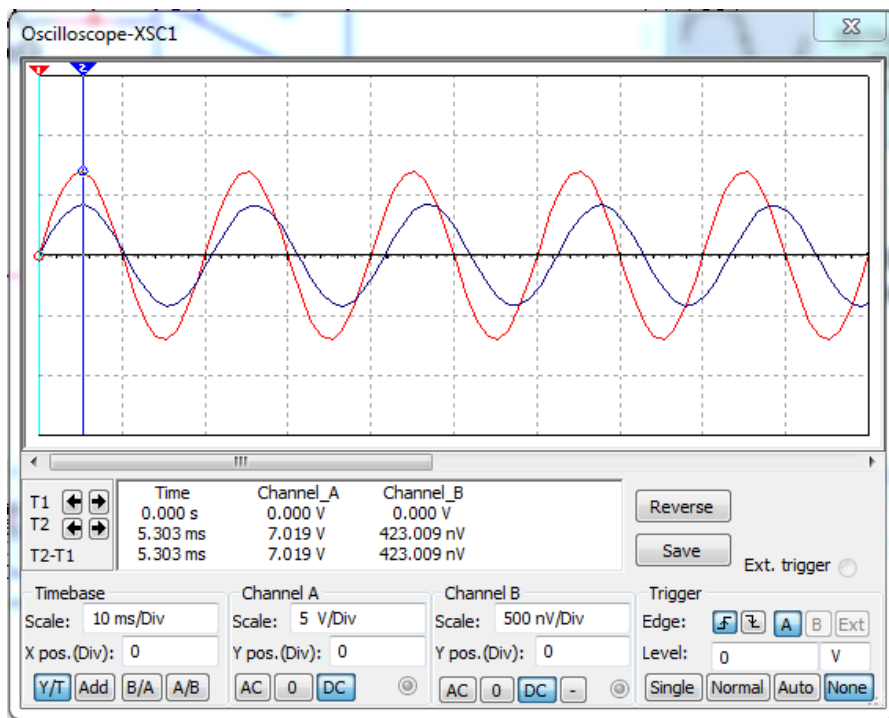 Oscilloscope-XSC1
1 2
Time Channel_A Channel_B
T1 0.000 s 0.000 V 0.000 V
T2 5.303 ms 7.019 V 423.009 nV
T2-T1 5.303 ms 7.019 V 423.009 nV
Reverse
Save
Ext. trigger
Timebase Channel A Channel B Trigger
Scale: 10 ms/Div Scale: 5 V/Div Scale: 500 nV/Div Edge: A B Ext
X pos.(Div): 0 Y pos.(Div): 0 Y pos.(Div): 0 Level: 0 V
Y/T Add B/A A/B AC 0 DC AC 0 DC - Single Normal Auto None